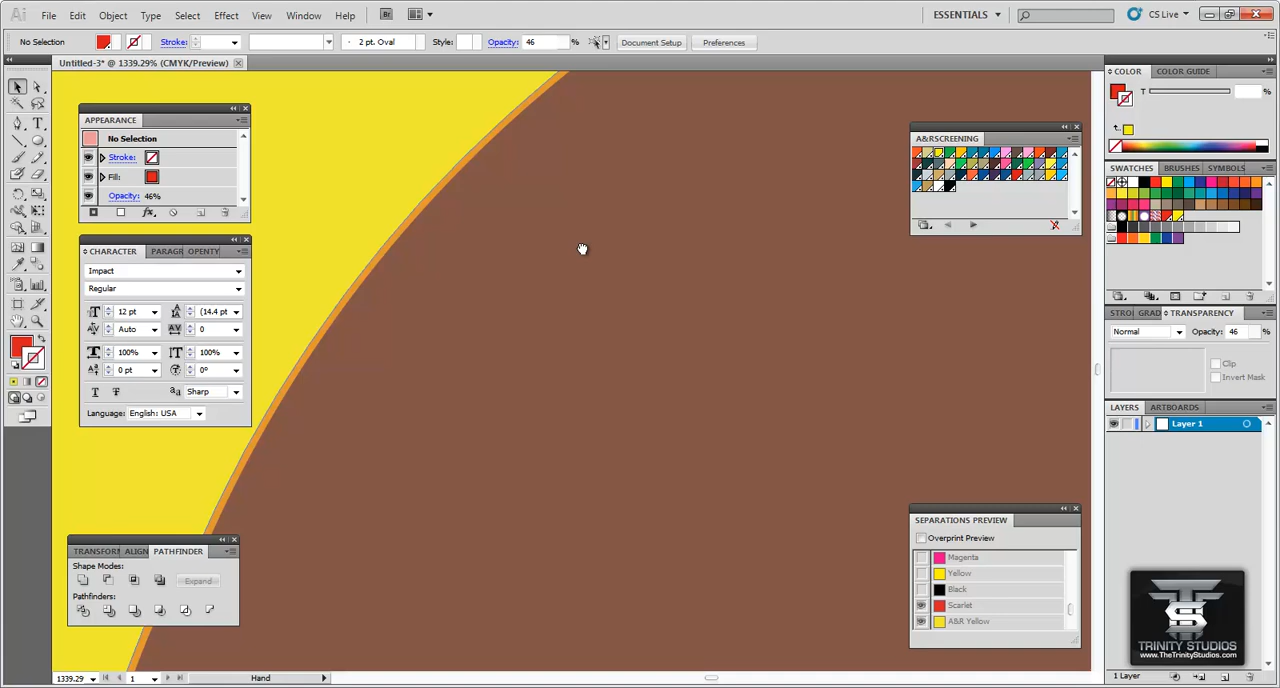 Ai File Edit Object Type Select Effect View Window Help Br ESSENTIALS CS Live
No Selection Stroke: 2 pt. Oval Style: Opacity: 46 % Document Setup Preferences
Untitled-3* @ 1339.29% (CMYK/Preview)
COLOR COLOR GUIDE
T %
APPEARANCE
No Selection
Stroke:
Fill:
Opacity: 46%
A&RSCREENING
SWATCHES BRUSHES SYMBOLS
CHARACTER PARAGR OPENTY
Impact
Regular
12 pt (14.4 pt
Auto 0
100% 100%
0 pt 0°
T T aa Sharp
Language: English: USA
STROI GRAD TRANSPARENCY
Normal Opacity: 46 %
Clip
Invert Mask
LAYERS ARTBOARDS
Layer 1
TRANSFORI ALIGN PATHFINDER
Shape Modes:
Expand
Pathfinders:
SEPARATIONS PREVIEW
Overprint Preview
Magenta
Yellow
Black
Scarlet
A&R Yellow
TRINITY STUDIOS
www.TheTrinityStudios.com
1339.29% 1 Hand
1 Layer